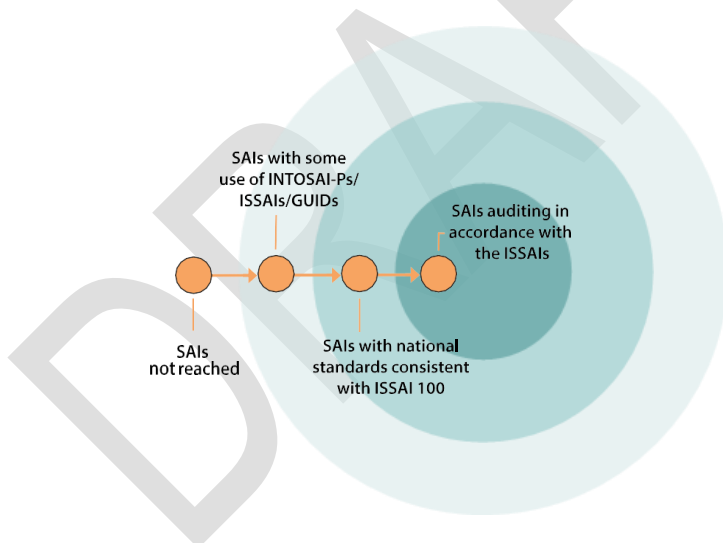 DRAF
SAIs with some
use of INTOSAI-Ps/
ISSAIs/GUIDs
SAIs auditing in
accordance with
the ISSAIs
SAIs
not reached
SAIs with national
standards consistent
with ISSAI 100